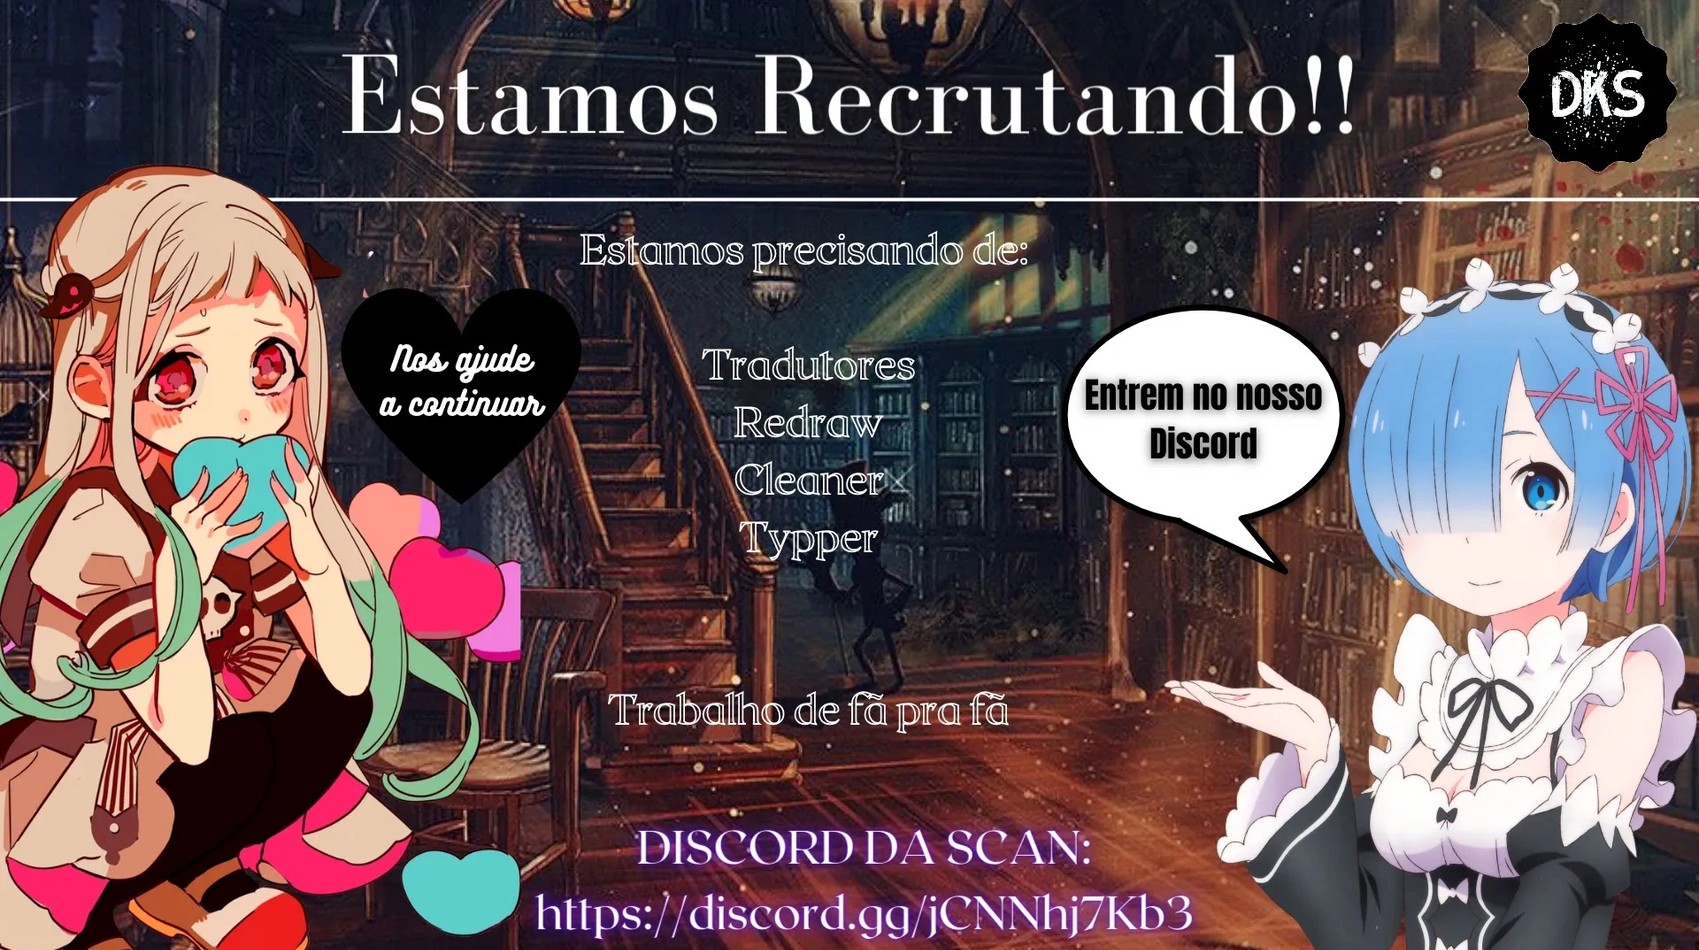 Estamos Recrutando!!
DKS
Estamos precisando de:
Nos ajude
a continuar
Tradutores
Redraw
Cleaner
Typper
Entrem no nosso
Discord
Trabalho de fã pra fã
DISCORD DA SCAN:
https://discord.gg/jCNNhj7Kb3